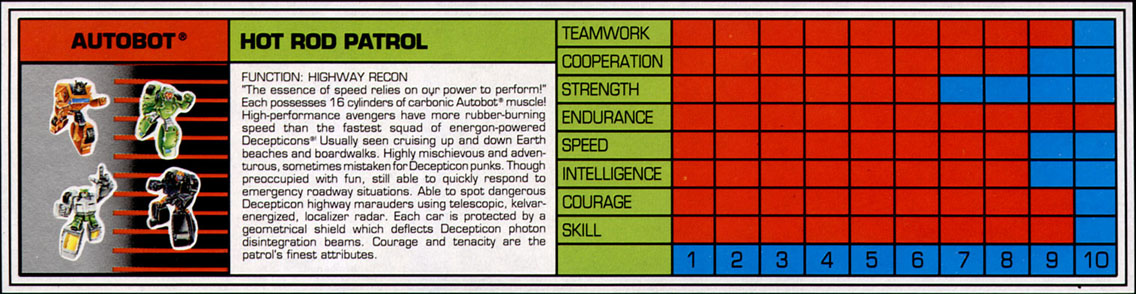 AUTOBOT®
HOT ROD PATROL
FUNCTION: HIGHWAY RECON
"The essence of speed relies on our power to perform!"
Each possesses 16 cylinders of carbonic Autobot® muscle!
High-performance avengers have more rubber-burning
speed than the fastest squad of energon-powered
Decepticons®! Usually seen cruising up and down Earth
beaches and boardwalks. Highly mischievous and adven-
turous, sometimes mistaken for Decepticon punks. Though
preoccupied with fun, still able to quickly respond to
emergency roadway situations. Able to spot dangerous
Decepticon highway marauders using telescopic, kelvar-
energized, localizer radar. Each car is protected by a
geometrical shield which deflects Decepticon photon
disintegration beams. Courage and tenacity are the
patrol's finest attributes.
TEAMWORK
COOPERATION
STRENGTH
ENDURANCE
SPEED
INTELLIGENCE
COURAGE
SKILL
1 2 3 4 5 6 7 8 9 10